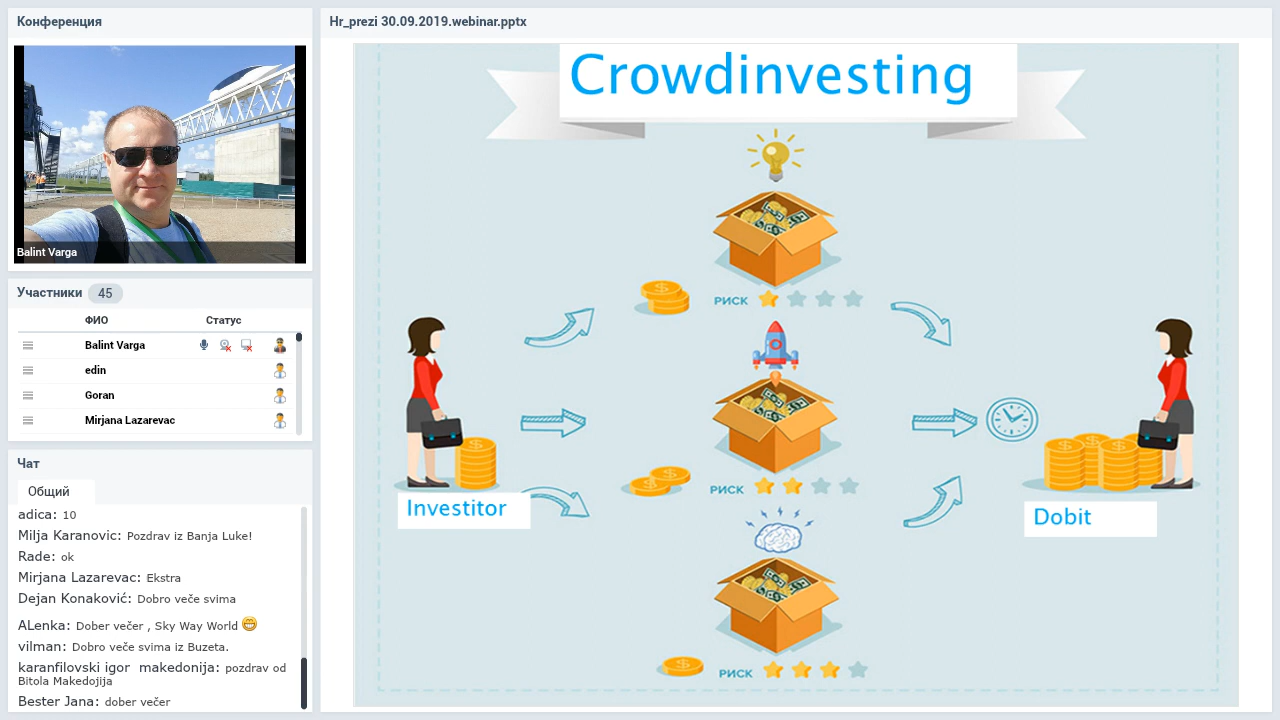 Конференция
Balint Varga
Участники 45
ФИО Статус
Balint Varga
edin
Goran
Mirjana Lazarevac
Чат
Общий
adica: 10
Milja Karanovic: Pozdrav iz Banja Luke!
Rade: ok
Mirjana Lazarevac: Ekstra
Dejan Konaković: Dobro veče svima
ALenka: Dober večer , Sky Way World
vilman: Dobro veče svima iz Buzeta.
karanfilovski igor makedonija: pozdrav od
Bitola Makedojija
Bester Jana: dober večer
Hr_prezi 30.09.2019.webinar.pptx
Crowdinvesting
РИСК
РИСК
Investitor
Dobit
РИСК